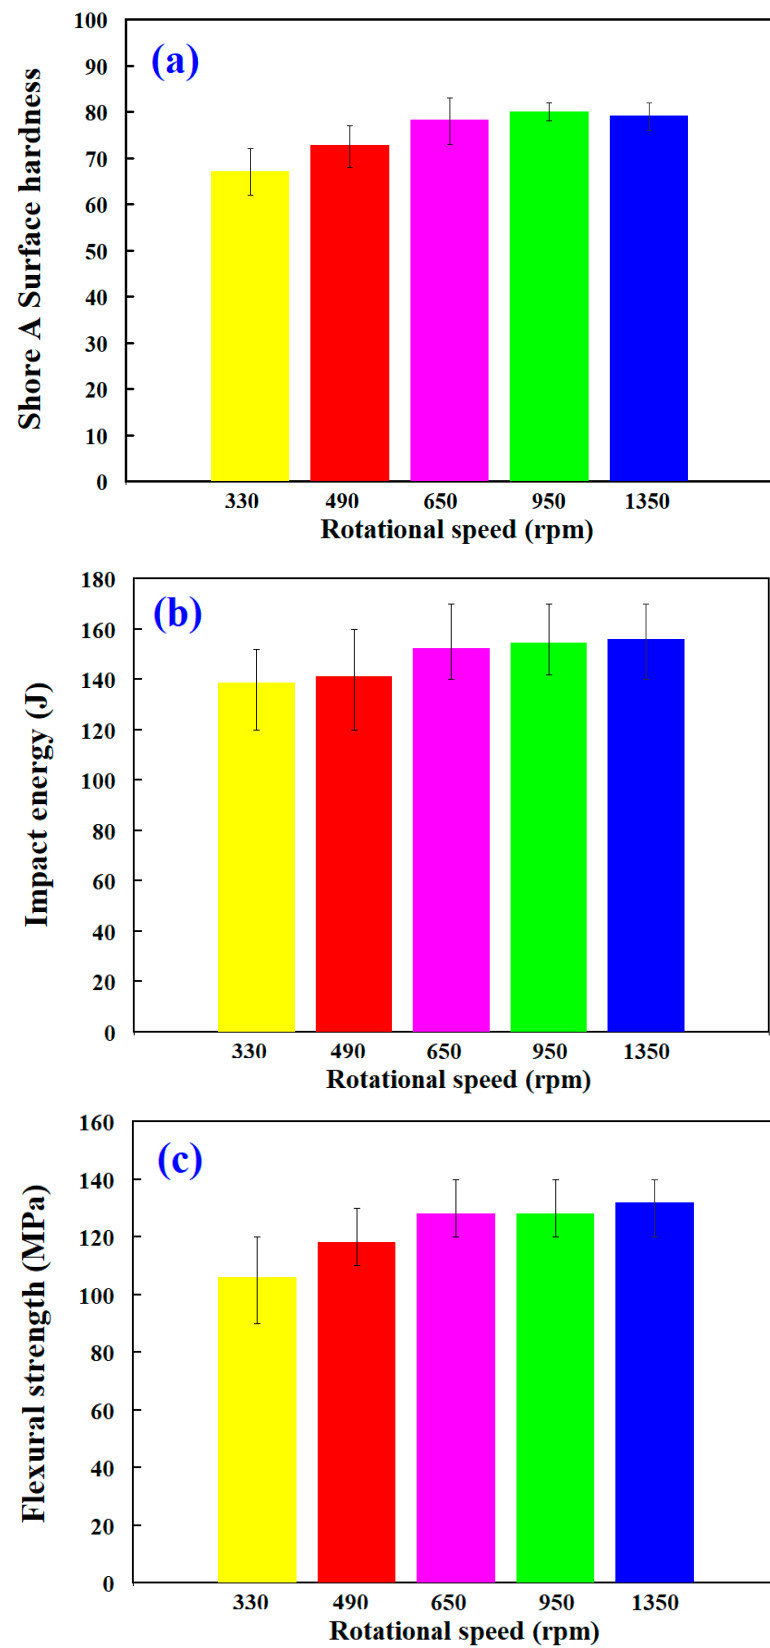 (a)
Shore A Surface hardness
100
90
80
70
60
50
40
30
20
10
0
330 490 650 950 1350
Rotational speed (rpm)
(b)
Impact energy (J)
180
160
140
120
100
80
60
40
20
0
330 490 650 950 1350
Rotational speed (rpm)
(c)
Flexural strength (MPa)
160
140
120
100
80
60
40
20
0
330 490 650 950 1350
Rotational speed (rpm)